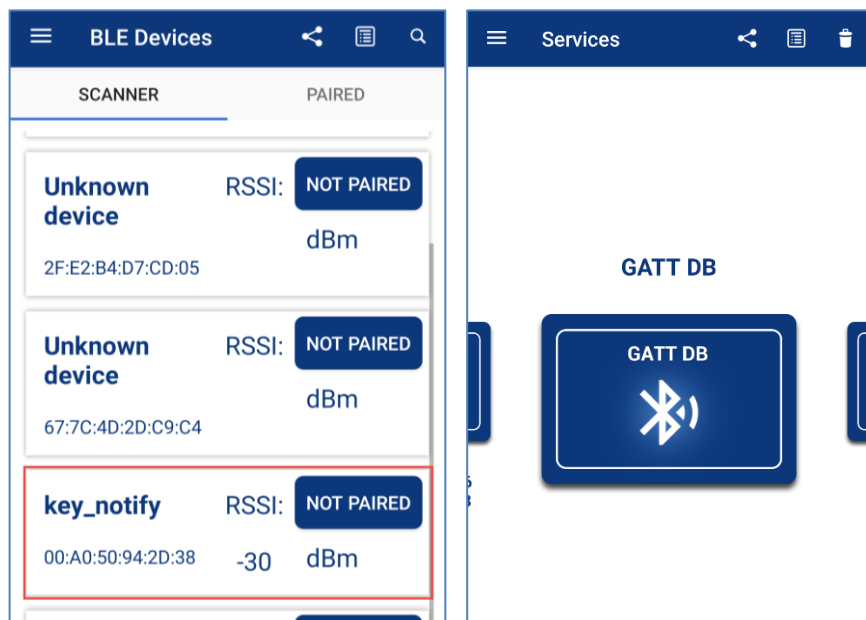 BLE Devices
SCANNER
PAIRED
Unknown
device
RSSI:
NOT PAIRED
dBm
2F:E2:B4:D7:CD:05
Unknown
device
RSSI:
NOT PAIRED
dBm
67:7C:4D:2D:C9:C4
key_notify
RSSI:
NOT PAIRED
00:A0:50:94:2D:38
-30
dBm
Services
GATT DB
GATT DB